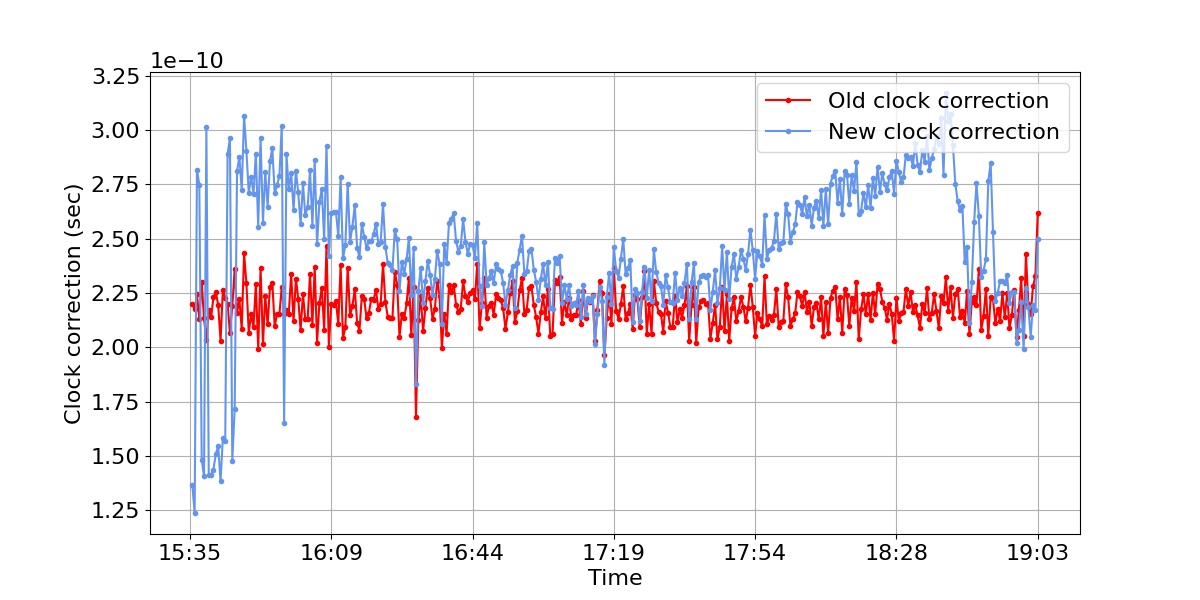 1e−10
3.25
3.00
2.75
2.50
2.25
2.00
1.75
1.50
1.25
Clock correction (sec)
Old clock correction
New clock correction
15:35 16:09 16:44 17:19 17:54 18:28 19:03
Time